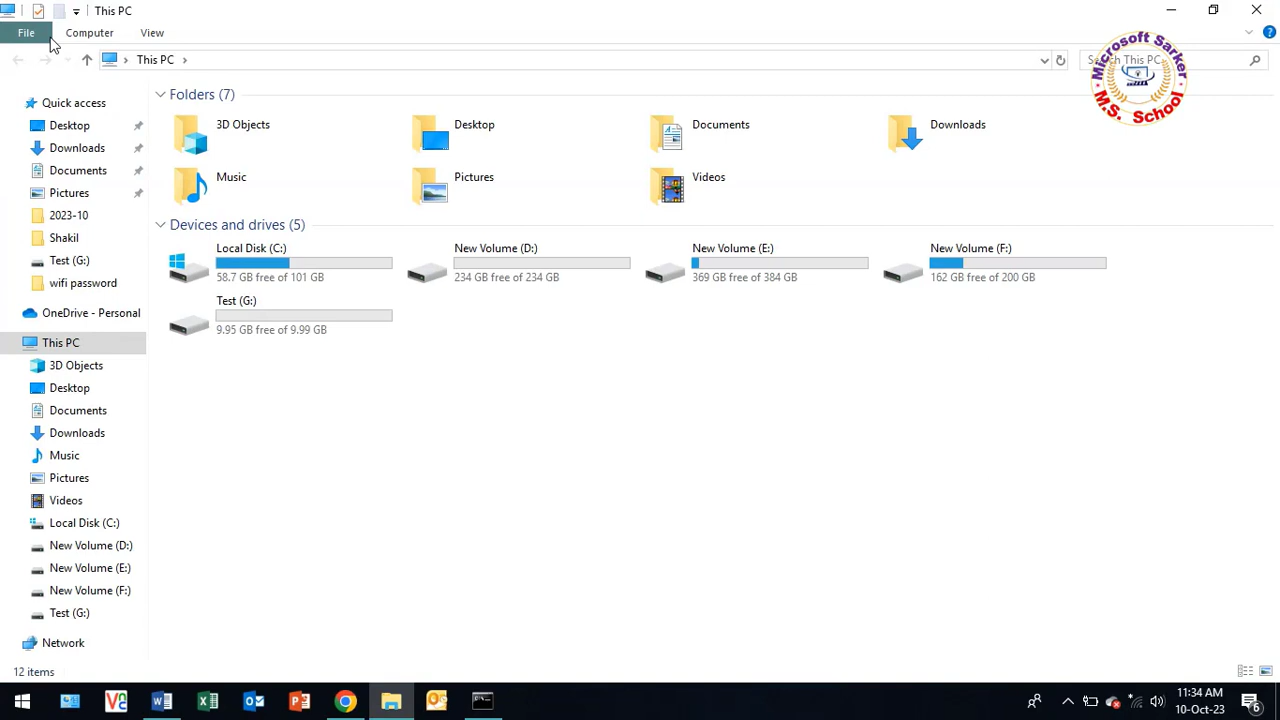 This PC
File Computer View
This PC
Search This PC
Microsoft Sarker
M.S. School
Quick access
Desktop
Downloads
Documents
Pictures
2023-10
Shakil
Test (G:)
wifi password
OneDrive - Personal
This PC
3D Objects
Desktop
Documents
Downloads
Music
Pictures
Videos
Local Disk (C:)
New Volume (D:)
New Volume (E:)
New Volume (F:)
Test (G:)
Network
Folders (7)
3D Objects Desktop Documents Downloads
Music Pictures Videos
Devices and drives (5)
Local Disk (C:) New Volume (D:) New Volume (E:) New Volume (F:)
58.7 GB free of 101 GB 234 GB free of 234 GB 369 GB free of 384 GB 162 GB free of 200 GB
Test (G:)
9.95 GB free of 9.99 GB
12 items
11:34 AM
10-Oct-23
6